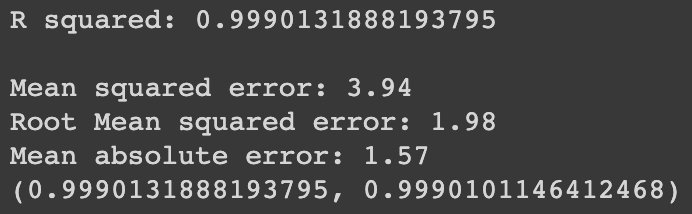 R squared: 0.9990131888193795
Mean squared error: 3.94
Root Mean squared error: 1.98
Mean absolute error: 1.57
(0.9990131888193795, 0.9990101146412468)